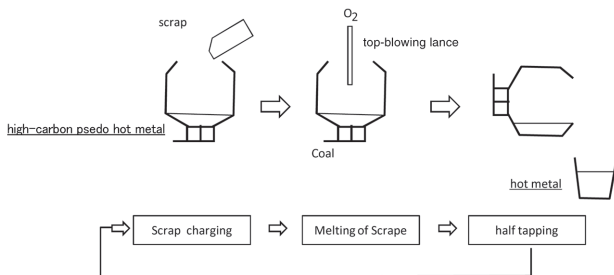 scrap
O2
top-blowing lance
high-carbon psedo hot metal
Coal
hot metal
Scrap charging
Melting of Scrape
half tapping